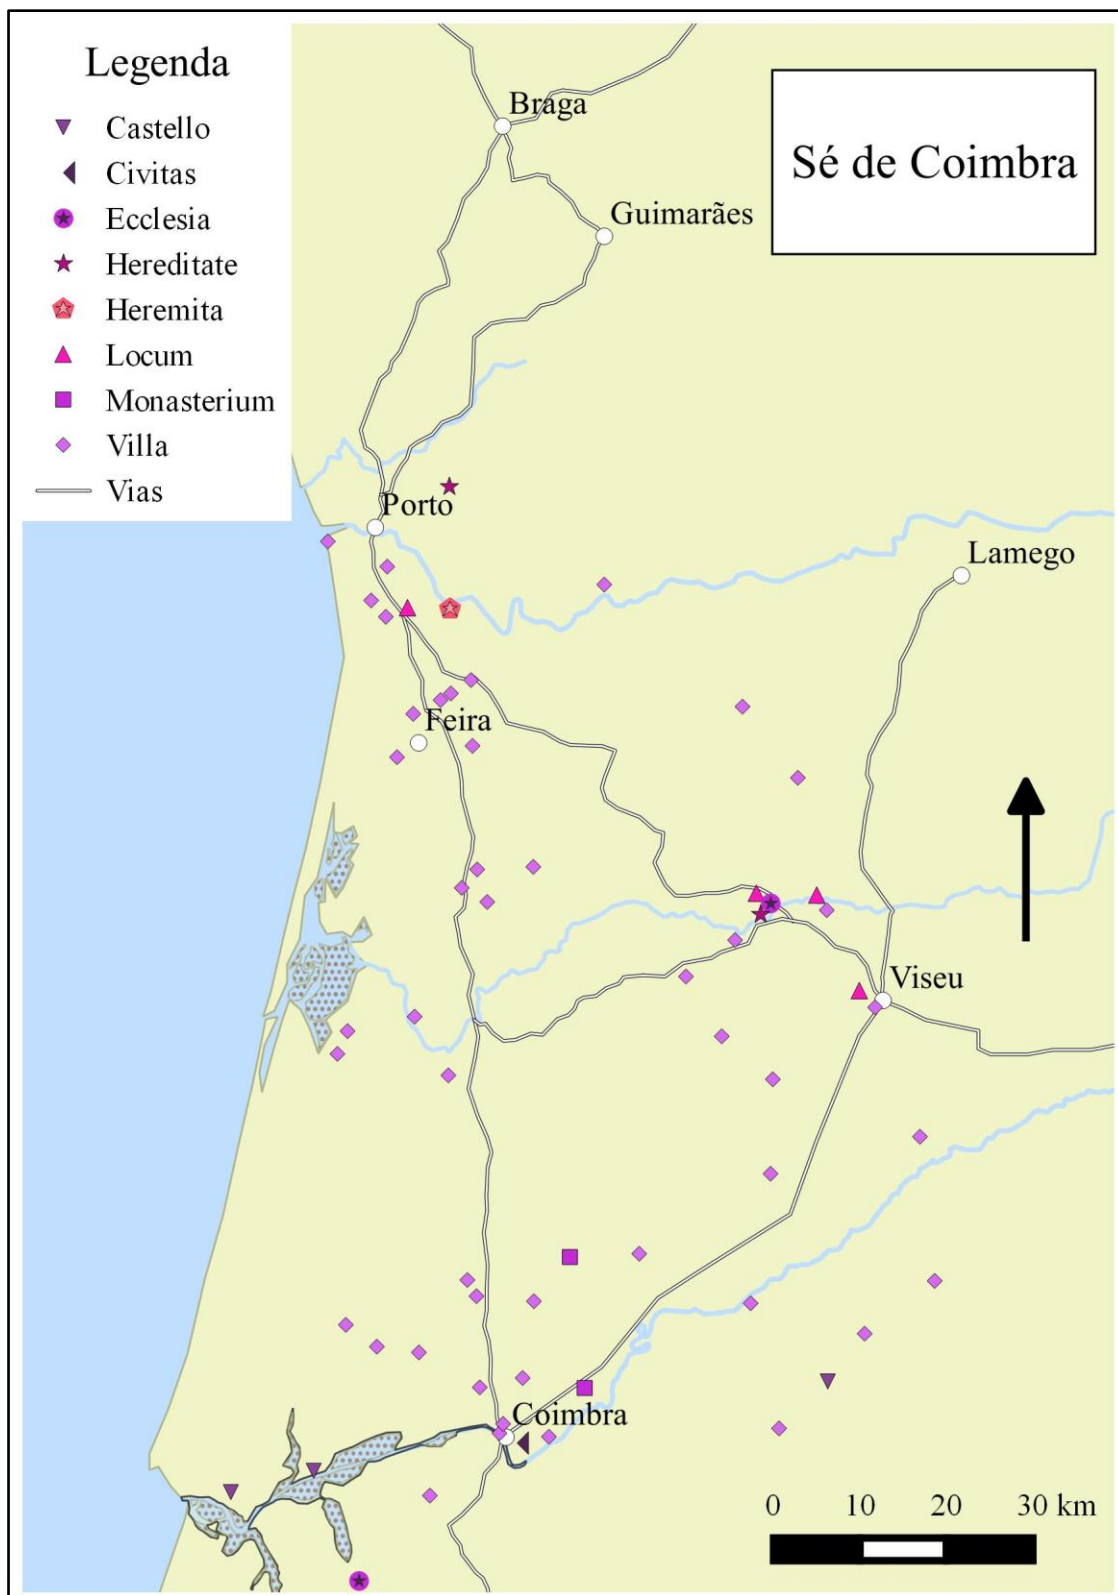 Legenda
Castello
Civitas
Ecclesia
Hereditate
Heremita
Locum
Monasterium
Villa
Vias
Sé de Coimbra
Braga
Guimarães
Porto
Lamego
Feira
Viseu
Coimbra
0 10 20 30 km